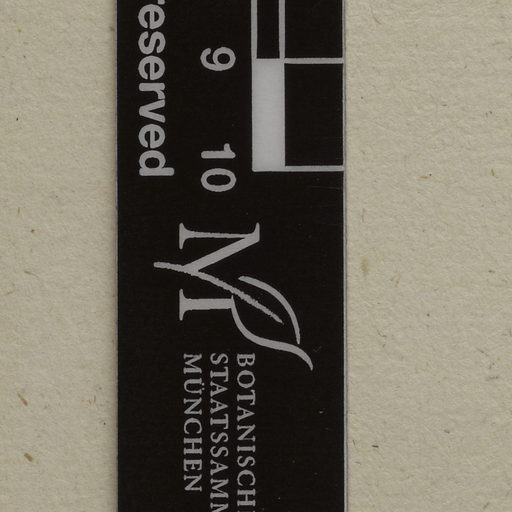 reserved
9 10
M
BOTANISCH
STAATSSAMM
MÜNCHEN